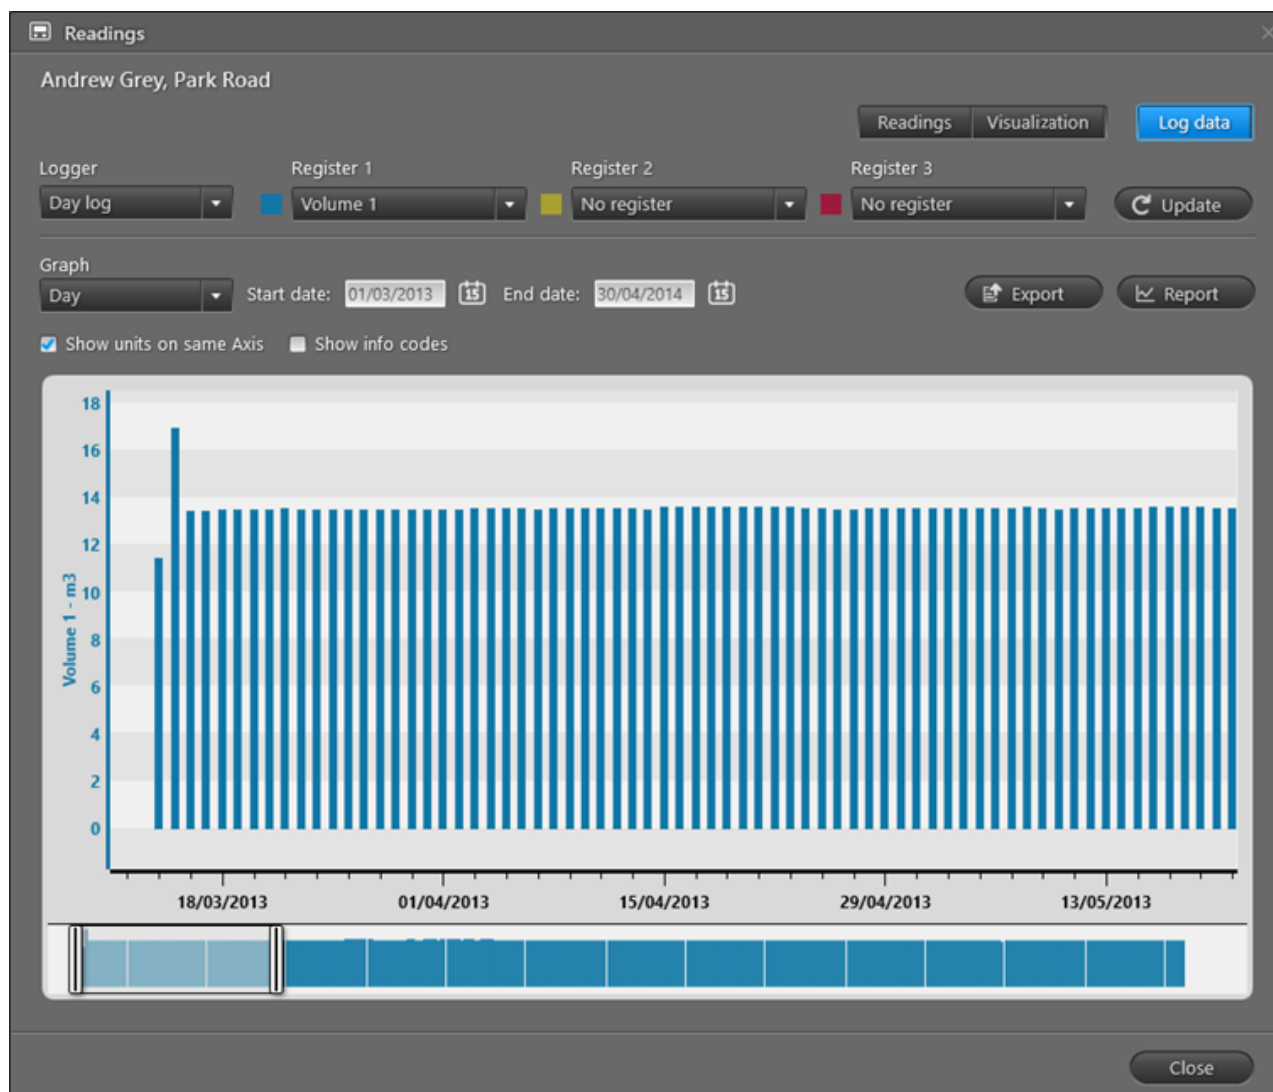 Readings
Andrew Grey, Park Road
Readings Visualization Log data
Logger Register 1 Register 2 Register 3
Day log Volume 1 No register No register Update
Graph
Day Start date: 01/03/2013 15 End date: 30/04/2014 15 Export Report
Show units on same Axis Show info codes
18
16
14
12
10
8
6
4
2
0
Volume 1 - m3
18/03/2013 01/04/2013 15/04/2013 29/04/2013 13/05/2013
Close